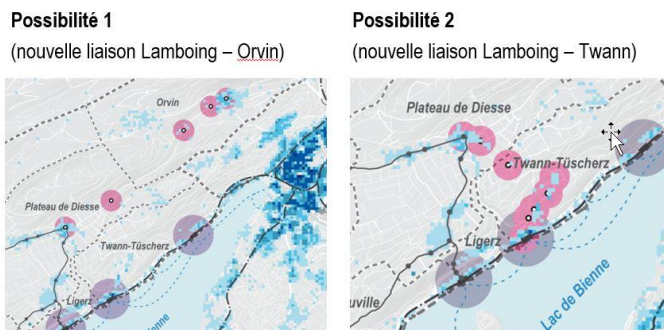 Possibilité 1
(nouvelle liaison Lamboing – Orvin)
Possibilité 2
(nouvelle liaison Lamboing – Twann)
Orvin
Plateau de Diesse
Twann-Tüscherz
Ligerz
Bienne
Plateau de Diesse
Twann-Tüscherz
Ligerz
uville
Lac de Bienne